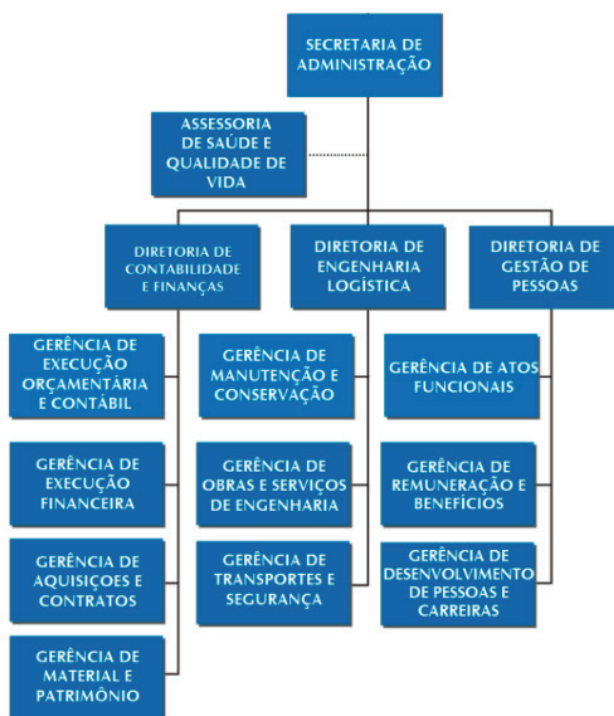 SECRETARIA DE
ADMINISTRAÇÃO
ASSESSORIA
DE SAÚDE E
QUALIDADE DE
VIDA
DIRETORIA DE
CONTABILIDADE
E FINANÇAS
DIRETORIA DE
ENGENHARIA
LOGÍSTICA
DIRETORIA DE
GESTÃO DE
PESSOAS
GERÊNCIA DE
EXECUÇÃO
ORÇAMENTÁRIA
E CONTÁBIL
GERÊNCIA DE
MANUTENÇÃO E
CONSERVAÇÃO
GERÊNCIA DE ATOS
FUNCIONAIS
GERÊNCIA DE
EXECUÇÃO
FINANCEIRA
GERÊNCIA DE
OBRAS E SERVIÇOS
DE ENGENHARIA
GERÊNCIA DE
REMUNERAÇÃO E
BENEFÍCIOS
GERÊNCIA DE
AQUISIÇOES E
CONTRATOS
GERÊNCIA DE
TRANSPORTES E
SEGURANÇA
GERÊNCIA DE
DESENVOLVIMENTO
DE PESSOAS E
CARREIRAS
GERÊNCIA DE
MATERIAL E
PATRIMÔNIO